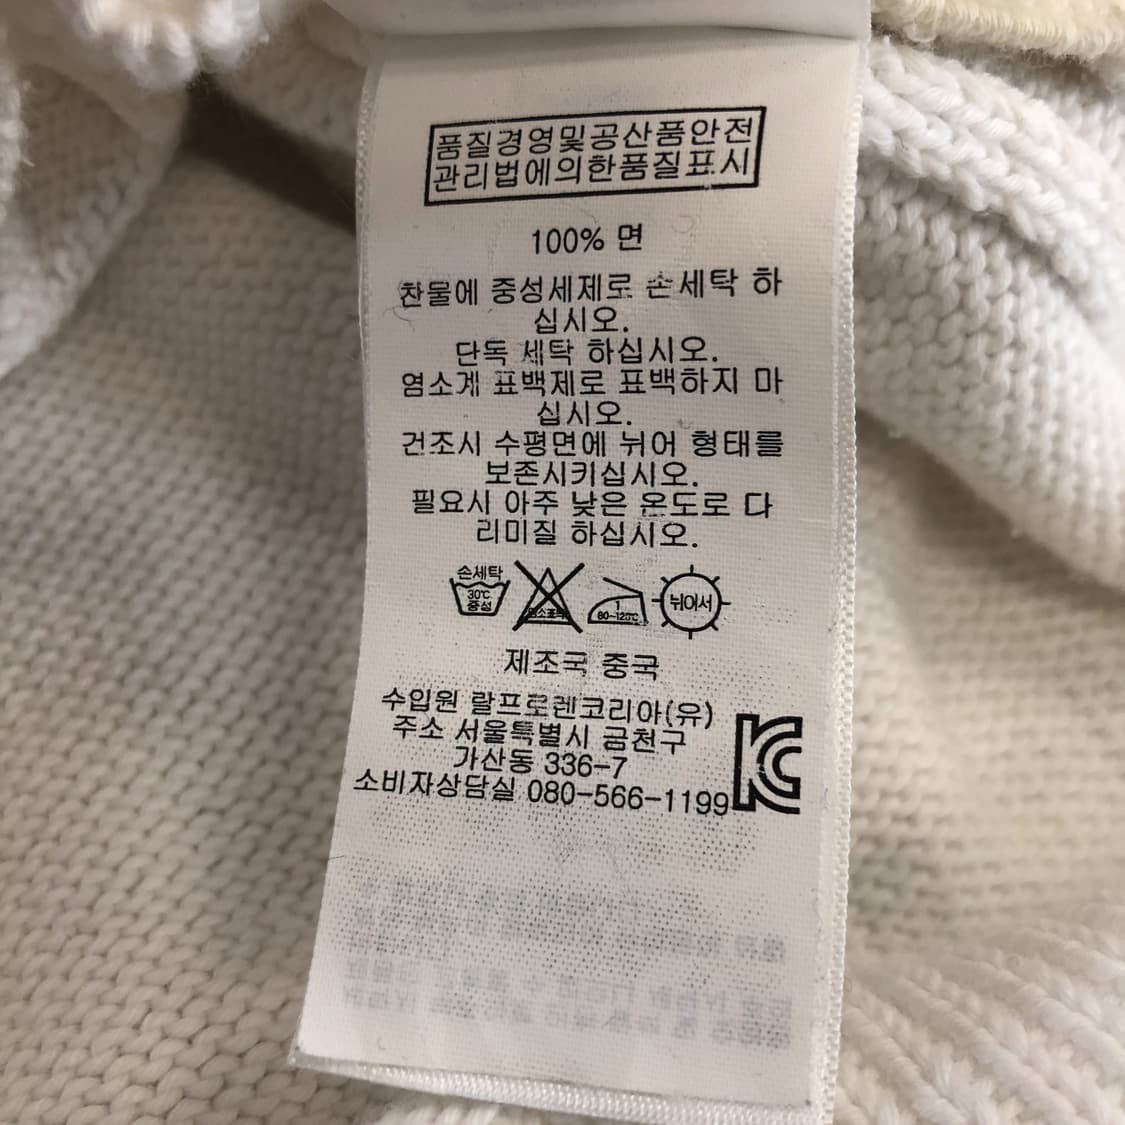 품질경영및공산품안전
관리법에의한품질표시
100% 면
찬물에 중성세제로 손세탁 하
십시오.
단독 세탁 하십시오.
염소계 표백제로 표백하지 마
십시오.
건조시 수평면에 뉘어 형태를
보존시키십시오.
필요시 아주 낮은 온도로 다
리미질 하십시오.
손세탁
30℃
중성
염소표백
1
80~120℃
뉘어서
제조국 중국
수입원 랄프로렌코리아(유)
주소 서울특별시 금천구
가산동 336-7
소비자상담실 080-566-1199